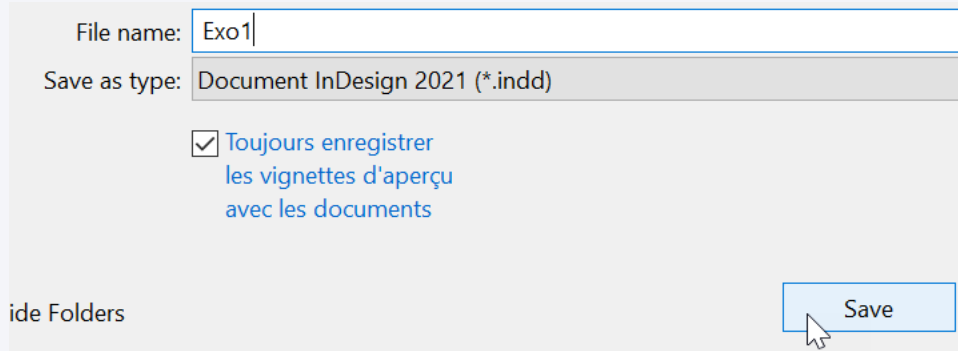 File name: Exo1
Save as type: Document InDesign 2021 (*.indd)
Toujours enregistrer
les vignettes d'aperçu
avec les documents
ide Folders
Save